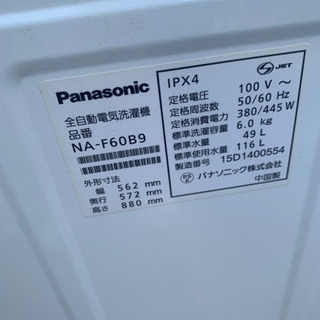 Panasonic
全自動電気洗濯機
品番
NA-F60B9
外形寸法
幅 562 mm
奥行 572 mm
高さ 880 mm
IPX4
JET
定格電圧 100 V ～
定格周波数 50/60 Hz
定格消費電力 380/445 W
標準洗濯容量 6.0 kg
標準水量 49 L
標準使用水量 116 L
製造番号 15D1400554
パナソニック株式会社
中国製